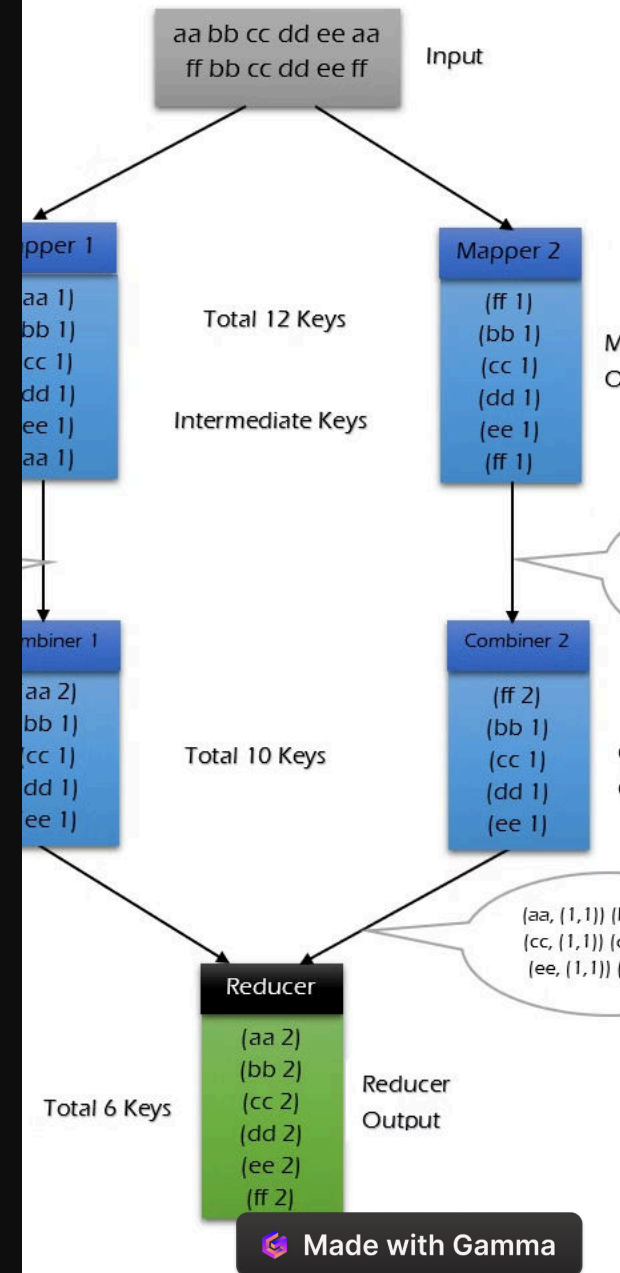 aa bb cc dd ee aa
ff bb cc dd ee ff
Input
pper 1
aa 1)
bb 1)
cc 1)
dd 1)
ee 1)
aa 1)
Total 12 Keys
Intermediate Keys
Mapper 2
(ff 1)
(bb 1)
(cc 1)
(dd 1)
(ee 1)
(ff 1)
M
O
mbiner 1
aa 2)
bb 1)
(cc 1)
dd 1)
ee 1)
Total 10 Keys
Combiner 2
(ff 2)
(bb 1)
(cc 1)
(dd 1)
(ee 1)
(aa, (1,1)) (
(cc, (1,1)) (
(ee, (1,1)) (
Reducer
(aa 2)
(bb 2)
(cc 2)
(dd 2)
(ee 2)
(ff 2)
Total 6 Keys
Reducer
Output
Made with Gamma